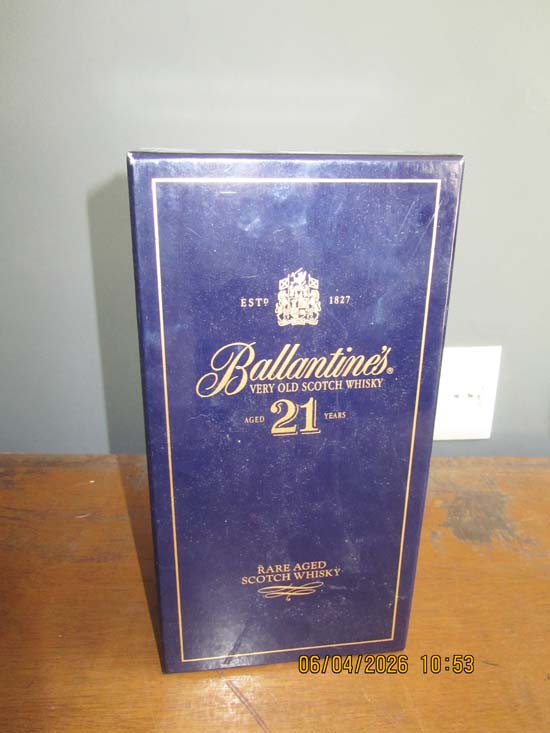 ESTD 1827
Ballantine's®
VERY OLD SCOTCH WHISKY
AGED 21 YEARS
RARE AGED
SCOTCH WHISKY
06/04/2026 10:53